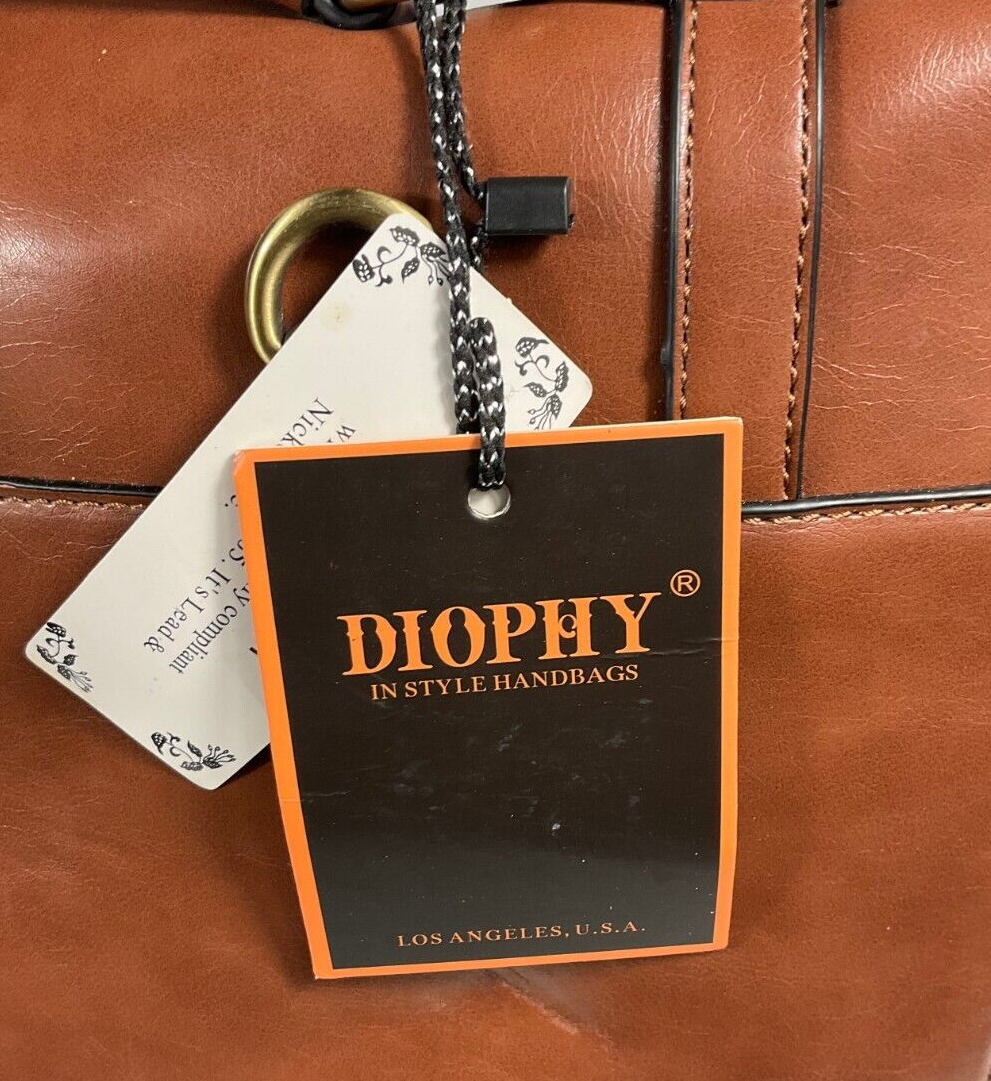 DIOPHY®
IN STYLE HANDBAGS
LOS ANGELES, U.S.A.
compliant
It's Lead &